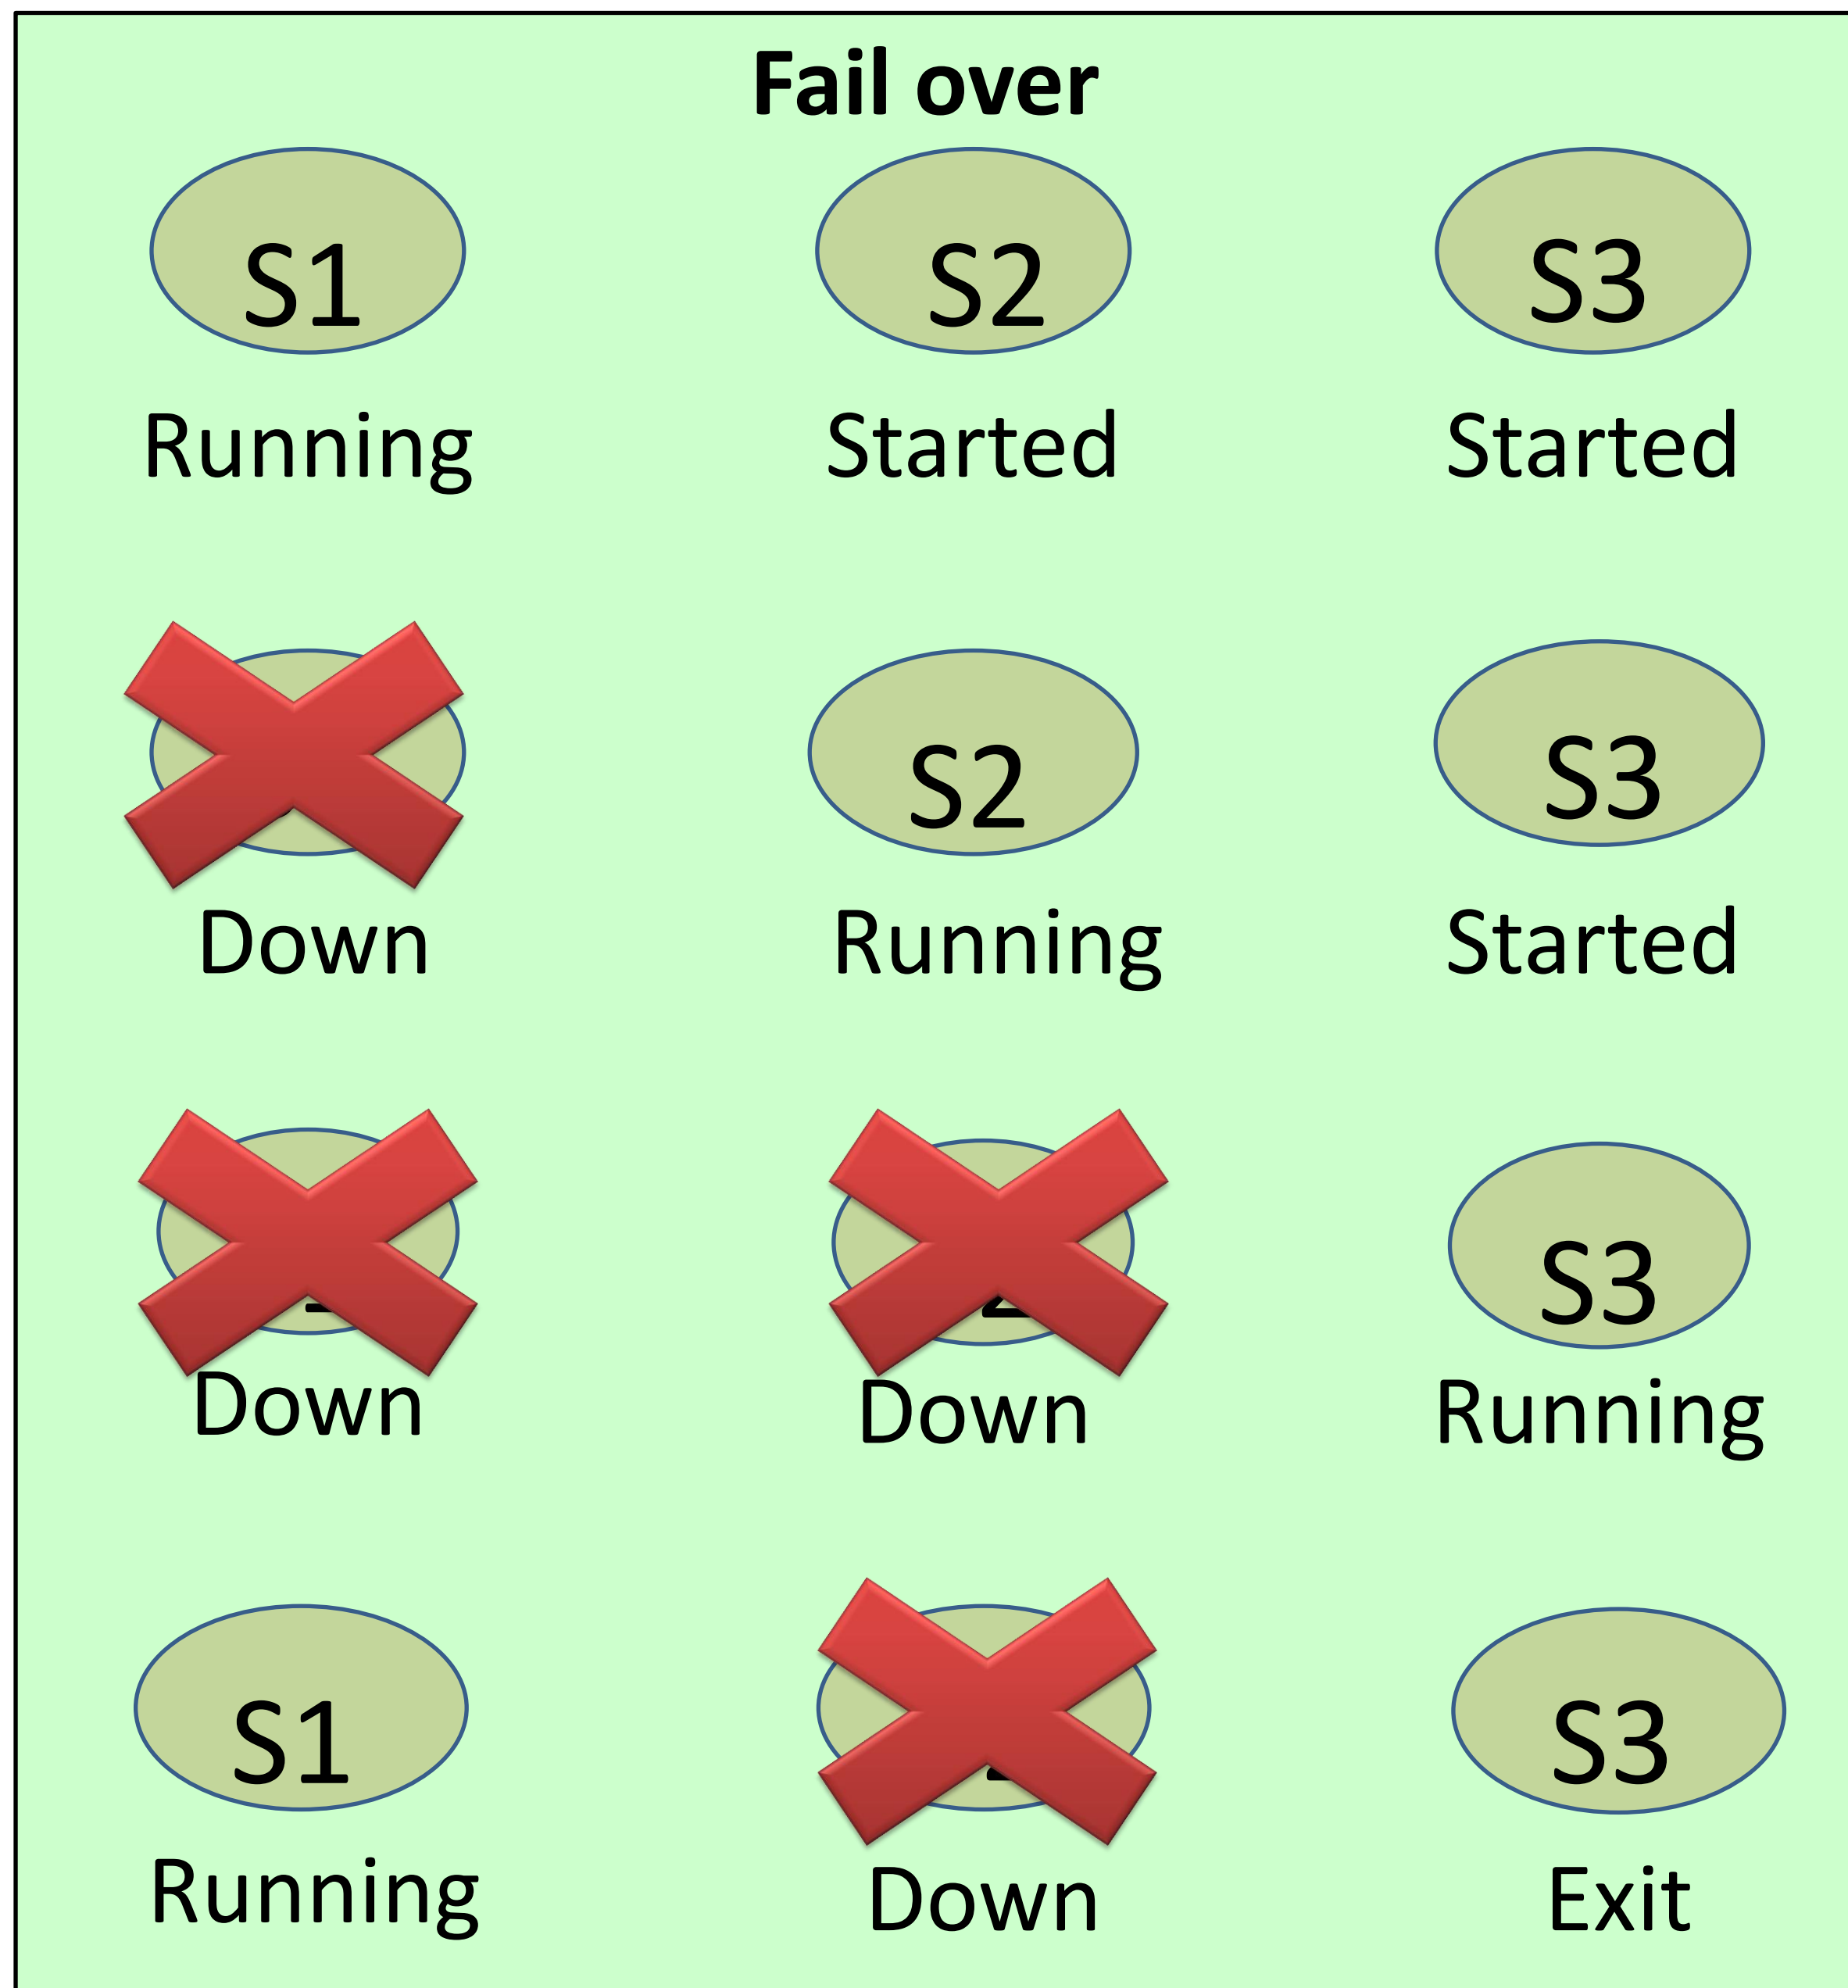 Fail over
S1 S2 S3
Running Started Started
S2 S3
Down Running Started
S3
Down Down Running
S1 S3
Running Down Exit